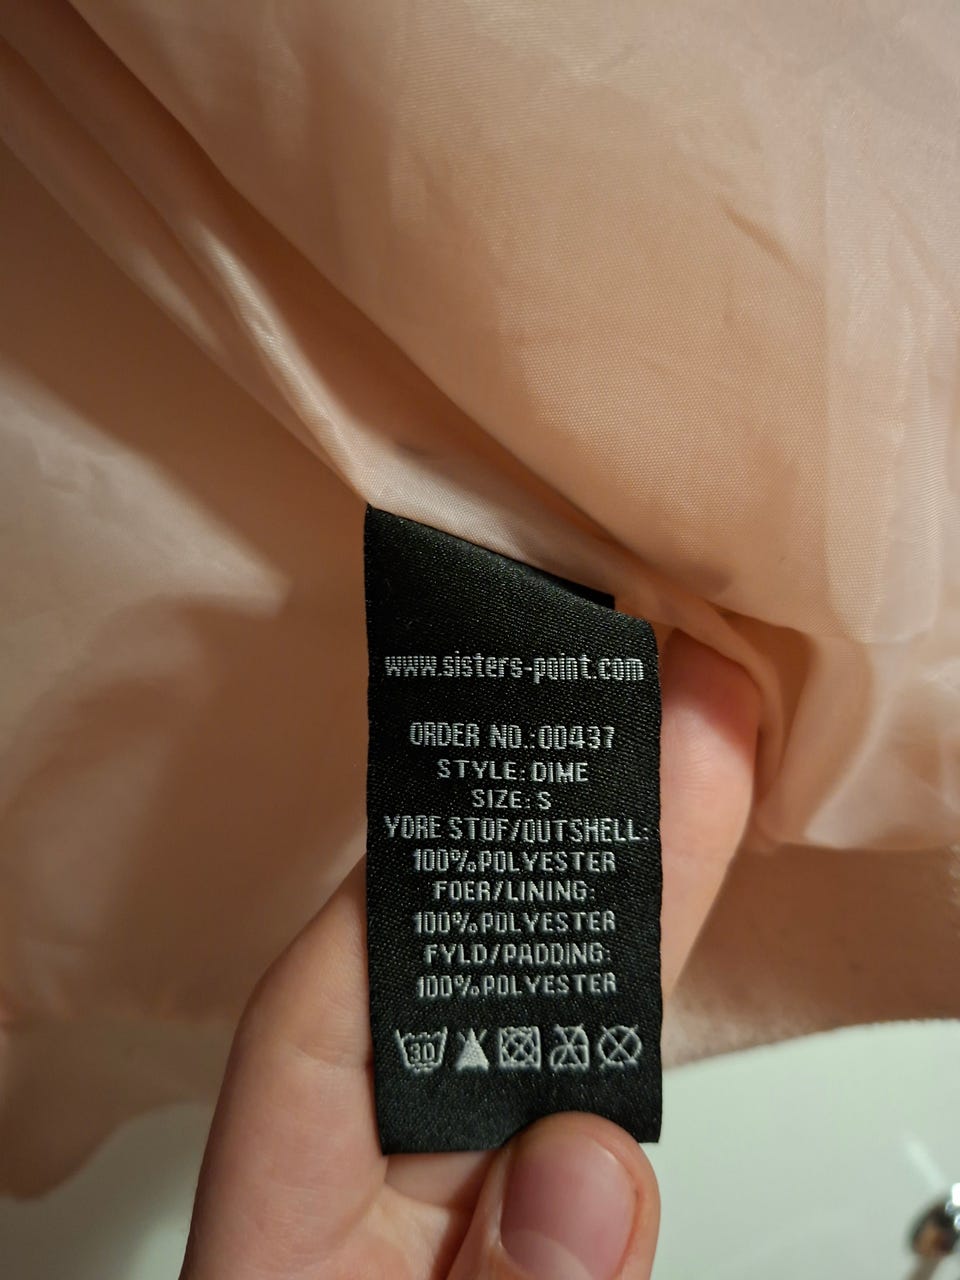 www.sisters-point.com
ORDER NO.:00437
STYLE: DIME
SIZE: S
YDRE STOF/OUTSHELL:
100%POLYESTER
FOER/LINING:
100%POLYESTER
FYLD/PADDING:
100%POLYESTER
30